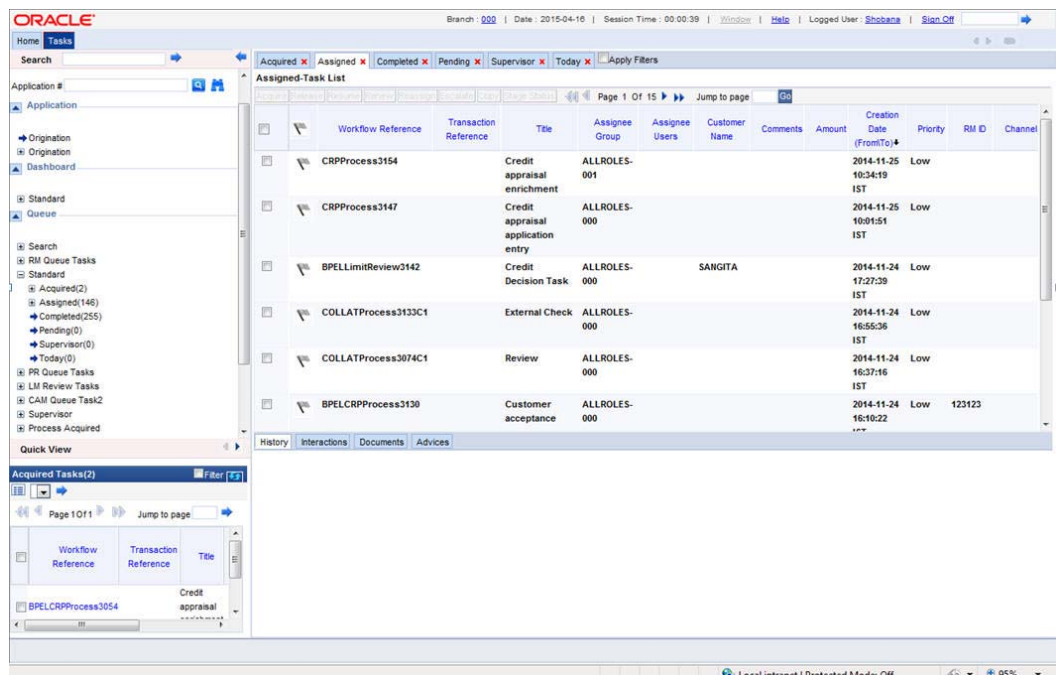 ORACLE
Branch : 000 | Date : 2015-04-16 | Session Time : 00:00:39 | Window | Help | Logged User : Shobana | Sign Off
Home Tasks
Search
Application #
Application
Origination
Origination
Dashboard
Standard
Queue
Search
RM Queue Tasks
Standard
Acquired(2)
Assigned(146)
Completed(255)
Pending(0)
Supervisor(0)
Today(0)
PR Queue Tasks
LM Review Tasks
CAM Queue Task2
Supervisor
Process Acquired
Quick View
Acquired Tasks(2) Filter
Page 1 Of 1 Jump to page
Workflow Reference Transaction Reference Title
BPELCRPProcess3054 Credit appraisal
Acquired Assigned Completed Pending Supervisor Today Apply Filters
Assigned-Task List
Page 1 Of 15 Jump to page Go
Workflow Reference Transaction Reference Title Assignee Group Assignee Users Customer Name Comments Amount Creation Date (From\To) Priority RM ID Channel
CRPProcess3154 Credit appraisal enrichment ALLROLES-001 2014-11-25 10:34:19 IST Low
CRPProcess3147 Credit appraisal application entry ALLROLES-000 2014-11-25 10:01:51 IST Low
BPELLimitReview3142 Credit Decision Task ALLROLES-000 SANGITA 2014-11-24 17:27:39 IST Low
COLLATProcess3133C1 External Check ALLROLES-000 2014-11-24 16:55:36 IST Low
COLLATProcess3074C1 Review ALLROLES-000 2014-11-24 16:37:16 IST Low
BPELCRPProcess3130 Customer acceptance ALLROLES-000 2014-11-24 16:10:22 Low 123123
History Interactions Documents Advices
Local intranet | Protected Mode: Off 95%